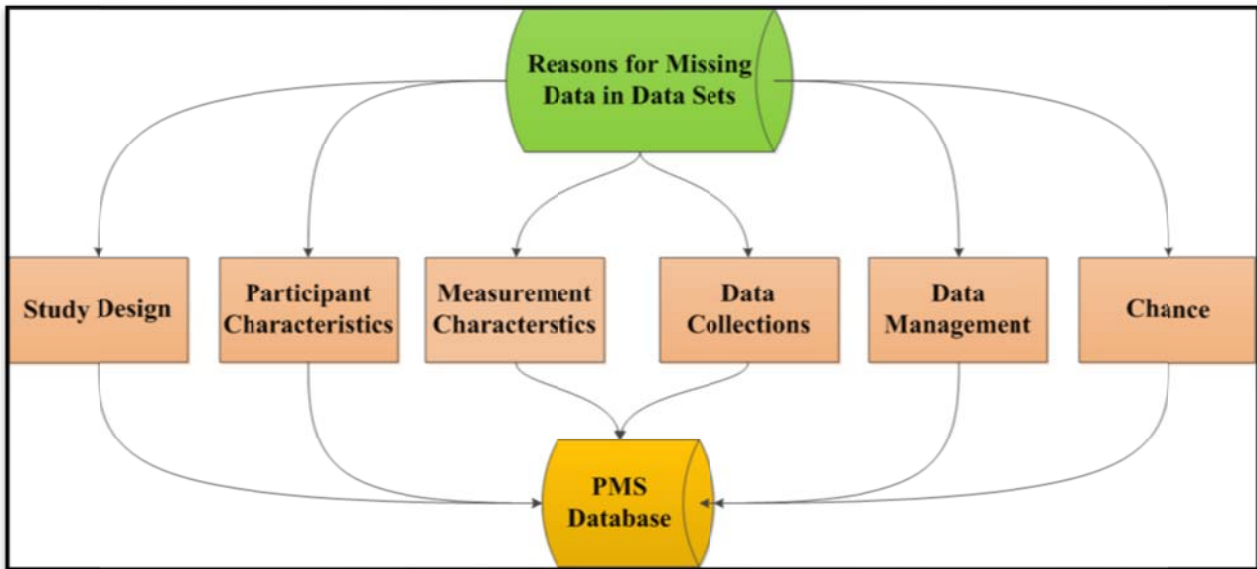 Reasons for Missing
Data in Data Sets
Study Design
Participant
Characteristics
Measurement
Characterstics
Data
Collections
Data
Management
Chance
PMS
Database